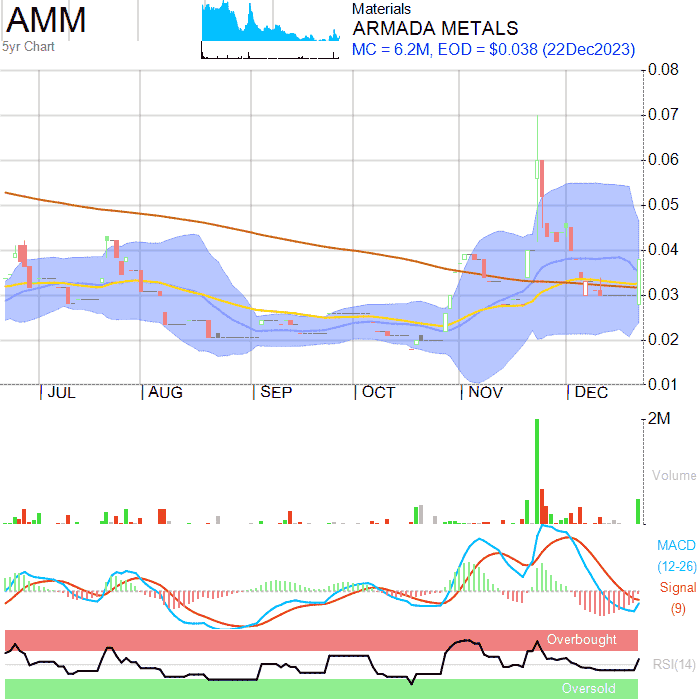 AMM
5yr Chart
Materials
ARMADA METALS
MC = 6.2M, EOD = $0.038 (22Dec2023)
0.08
0.07
0.06
0.05
0.04
0.03
0.02
0.01
JUL AUG SEP OCT NOV DEC
2M
Volume
MACD
(12-26)
Signal
(9)
Overbought
RSI(14)
Oversold